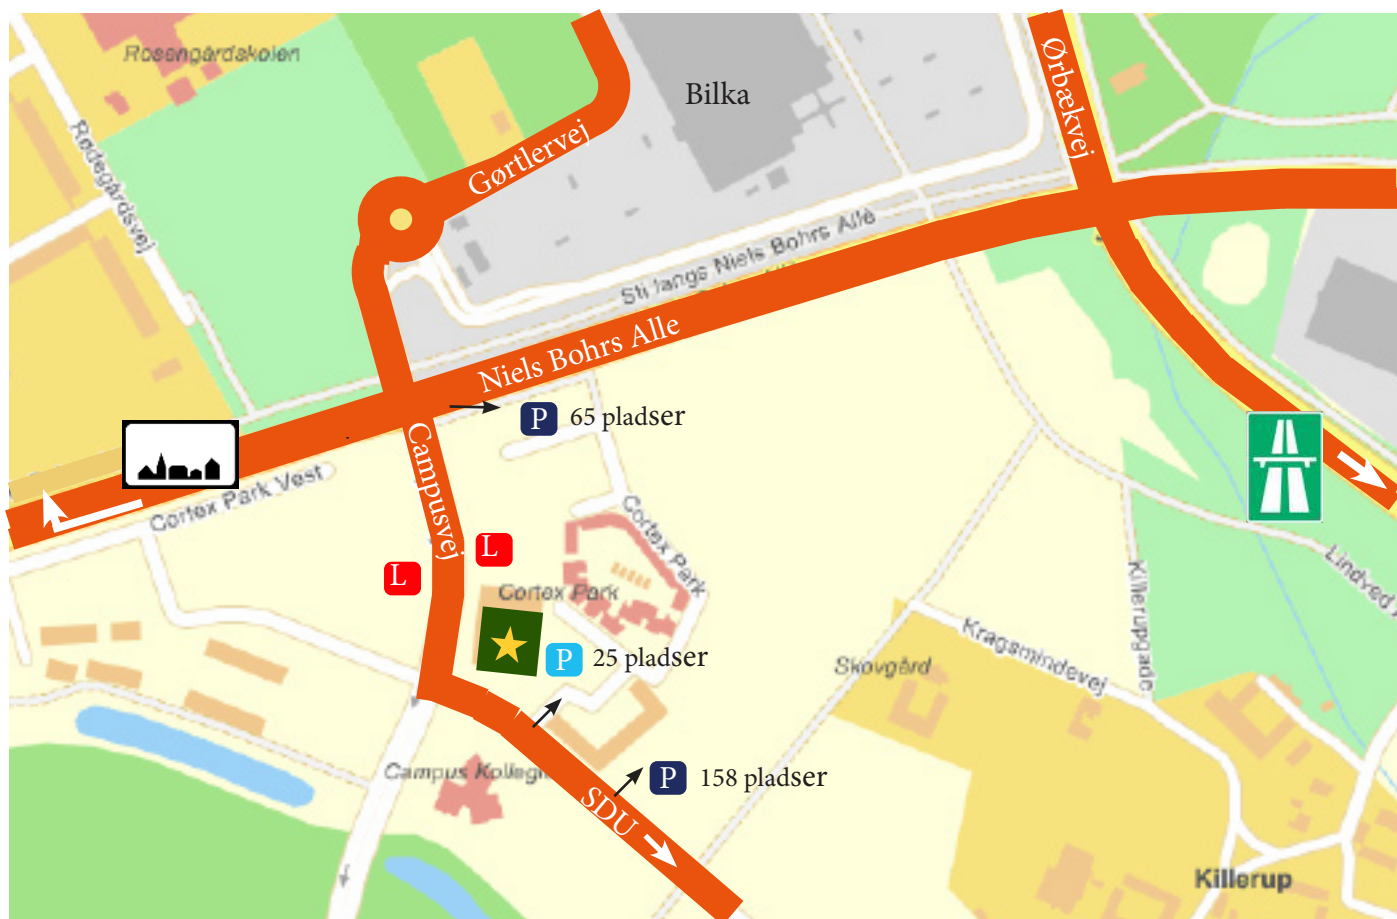 Rosengårdskolen
Bilka
Ørbækvej
Rødegårdsvej
Gørtlervej
Sti langs Niels Bohrs Allé
Niels Bohrs Alle
P 65 pladser
Campusvej
Cortex Park Vest
Cortex Park
L
L
Cortex Park
Lindved
Killerupgade
Kragsmindevej
Skovgård
P 25 pladser
Campus Kollegi
P 158 pladser
SDU
Killerup